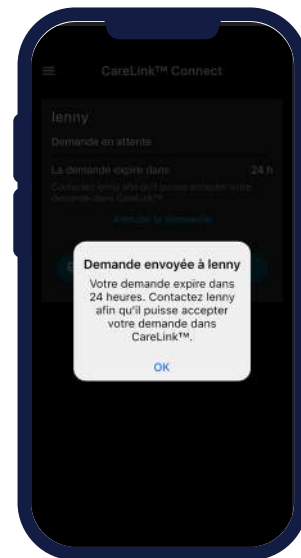 CareLink™ Connect
lenny
Demande en attente
La demande expire dans 24 h
Contactez lenny afin qu'il puisse accepter votre
demande dans CareLink™.
Annuler la demande
Demande envoyée à lenny
Votre demande expire dans
24 heures. Contactez lenny
afin qu'il puisse accepter
votre demande dans
CareLink™.
OK